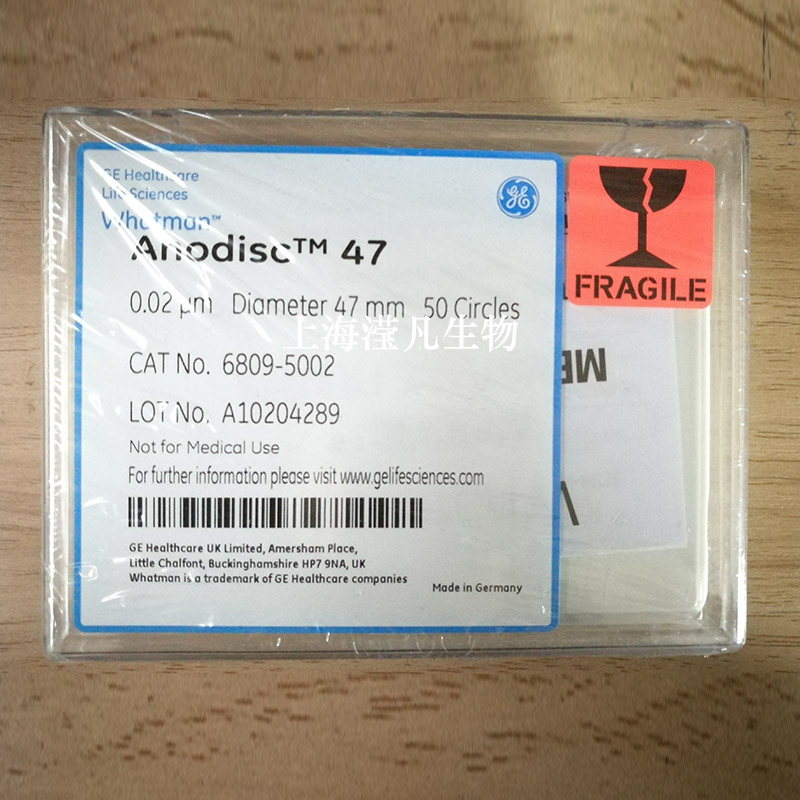 GE Healthcare
Life Sciences
Whatman™
Anodisc™ 47
0.02 µm Diameter 47 mm 50 Circles
上海滢凡生物
CAT No. 6809-5002
LOT No. A10204289
Not for Medical Use
For further information please visit www.gelifesciences.com
GE Healthcare UK Limited, Amersham Place,
Little Chalfont, Buckinghamshire HP7 9NA, UK
Whatman is a trademark of GE Healthcare companies
Made in Germany
GE
FRAGILE